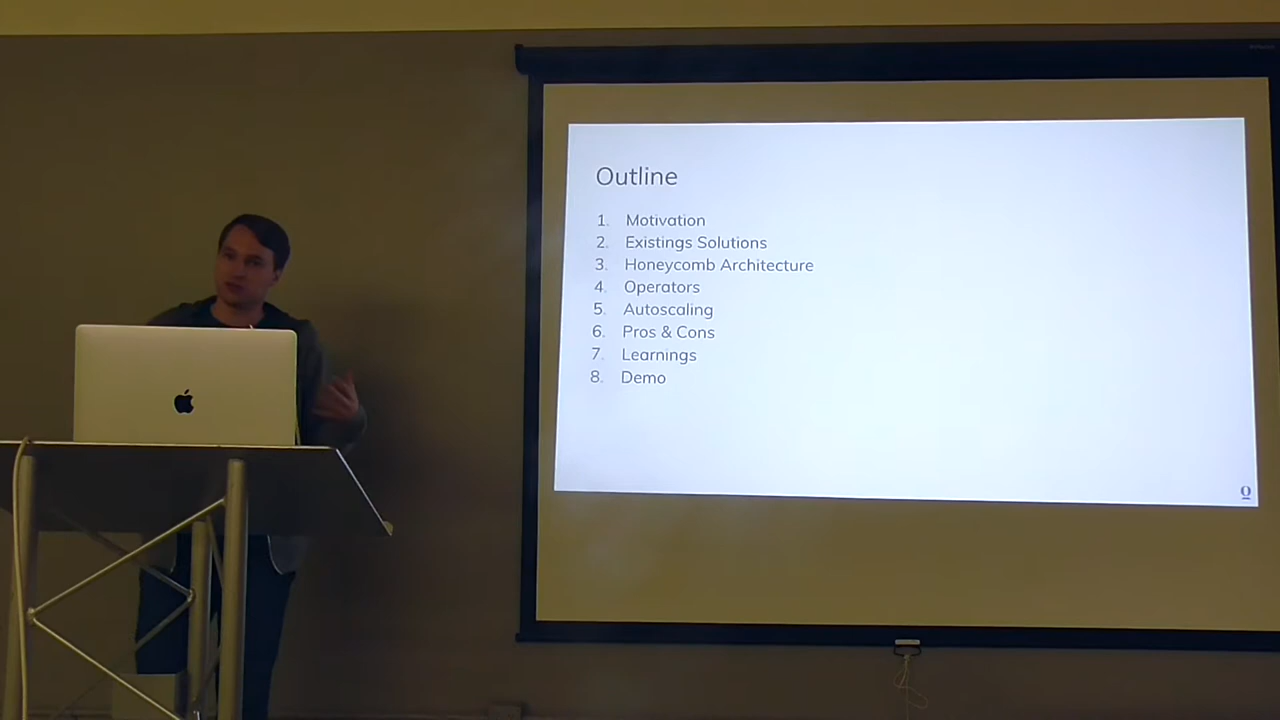 Outline
1. Motivation
2. Existings Solutions
3. Honeycomb Architecture
4. Operators
5. Autoscaling
6. Pros & Cons
7. Learnings
8. Demo